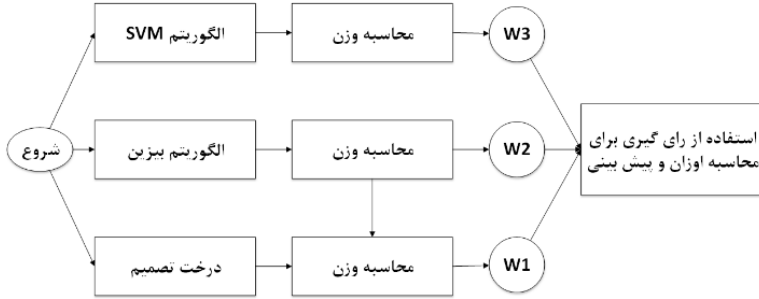 الگوریتم SVM
محاسبه وزن
W3
شروع
الگوریتم بیزین
محاسبه وزن
W2
استفاده از رای گیری برای
محاسبه اوزان و پیش بینی
درخت تصمیم
محاسبه وزن
W1